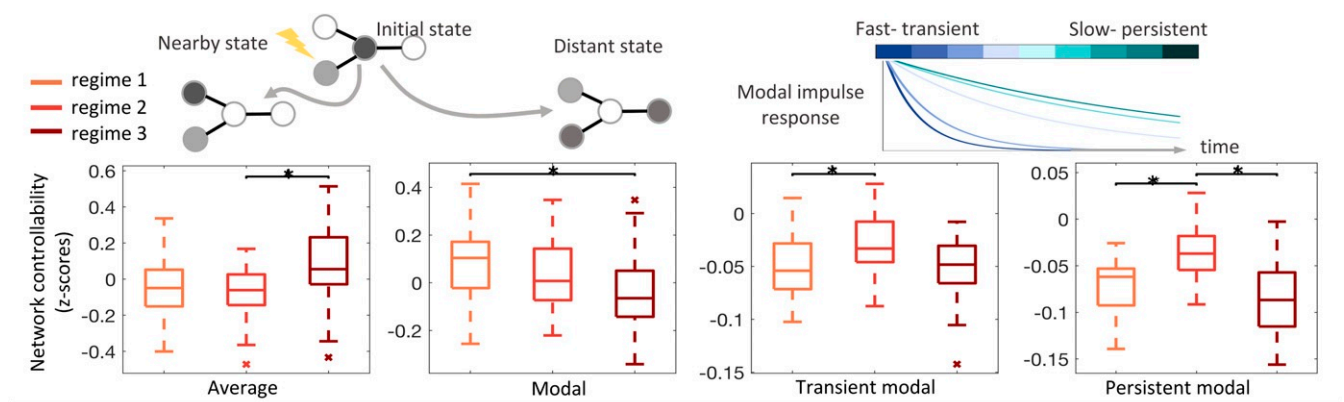 Nearby state
Initial state
Distant state
regime 1
regime 2
regime 3
Fast- transient
Slow- persistent
Modal impulse
response
time
Network controllability
(z-scores)
0.6
0.4
0.2
0
-0.2
-0.4
*
Average
0.4
0.2
0
-0.2
*
Modal
0
-0.05
-0.1
-0.15
*
Transient modal
0.05
0
-0.05
-0.1
-0.15
*
*
Persistent modal